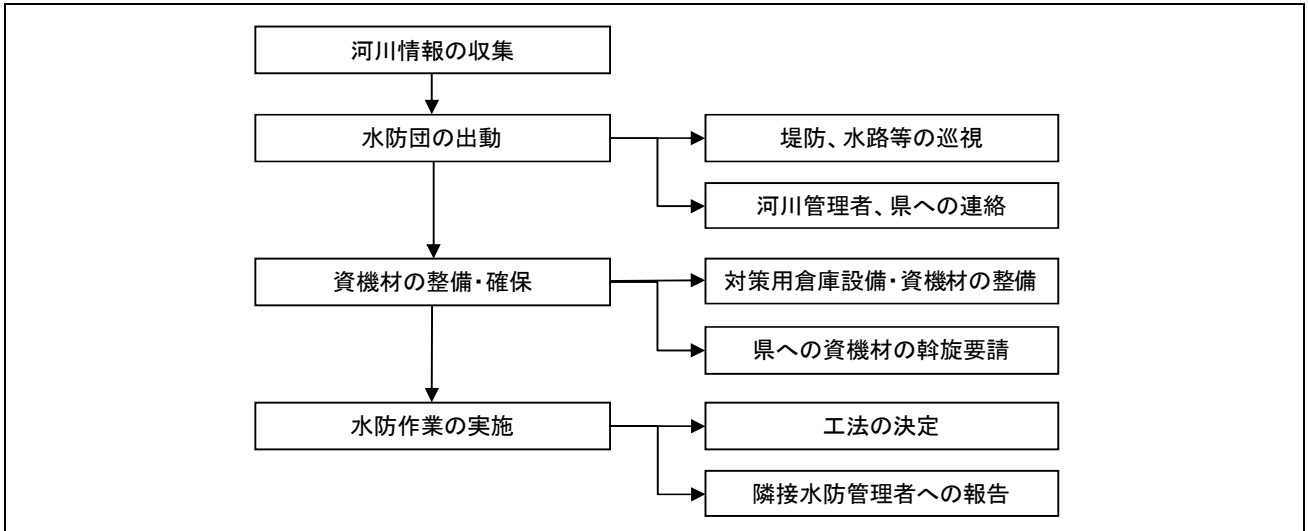 河川情報の収集
水防団の出動
堤防、水路等の巡視
河川管理者、県への連絡
資機材の整備・確保
対策用倉庫設備・資機材の整備
県への資機材の斡旋要請
水防作業の実施
工法の決定
隣接水防管理者への報告